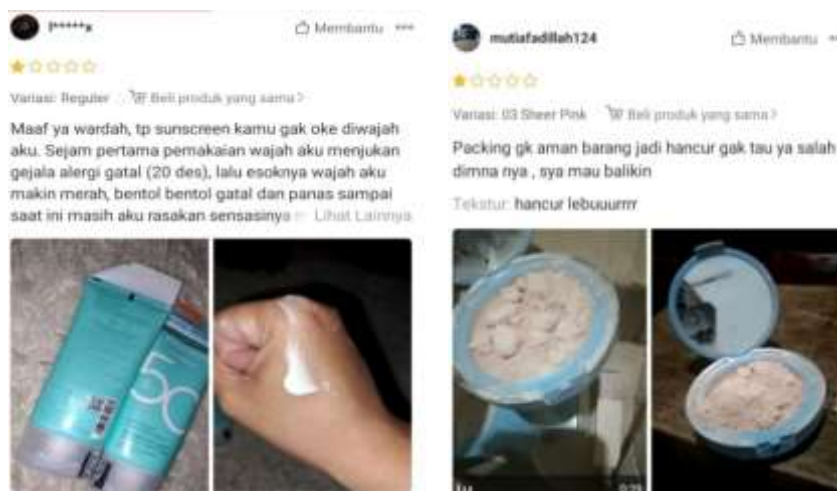 Membantu
Variasi: Reguler Beli produk yang sama?
Maaf ya wardah, tp sunscreen kamu gak oke diwajah
aku. Sejam pertama pemakaian wajah aku menjukan
gejala alergi gatal (20 des), lalu esoknya wajah aku
makin merah, bentol bentol gatal dan panas sampai
saat ini masih aku rasakan sensasinya Lihat Lainnya
50
mutiafadillah124
Membantu
Variasi: 03 Sheer Pink Beli produk yang sama?
Packing gk aman barang jadi hancur gak tau ya salah
dimna nya , sya mau balikin
Tekstur: hancur lebuuurrrr
0:29